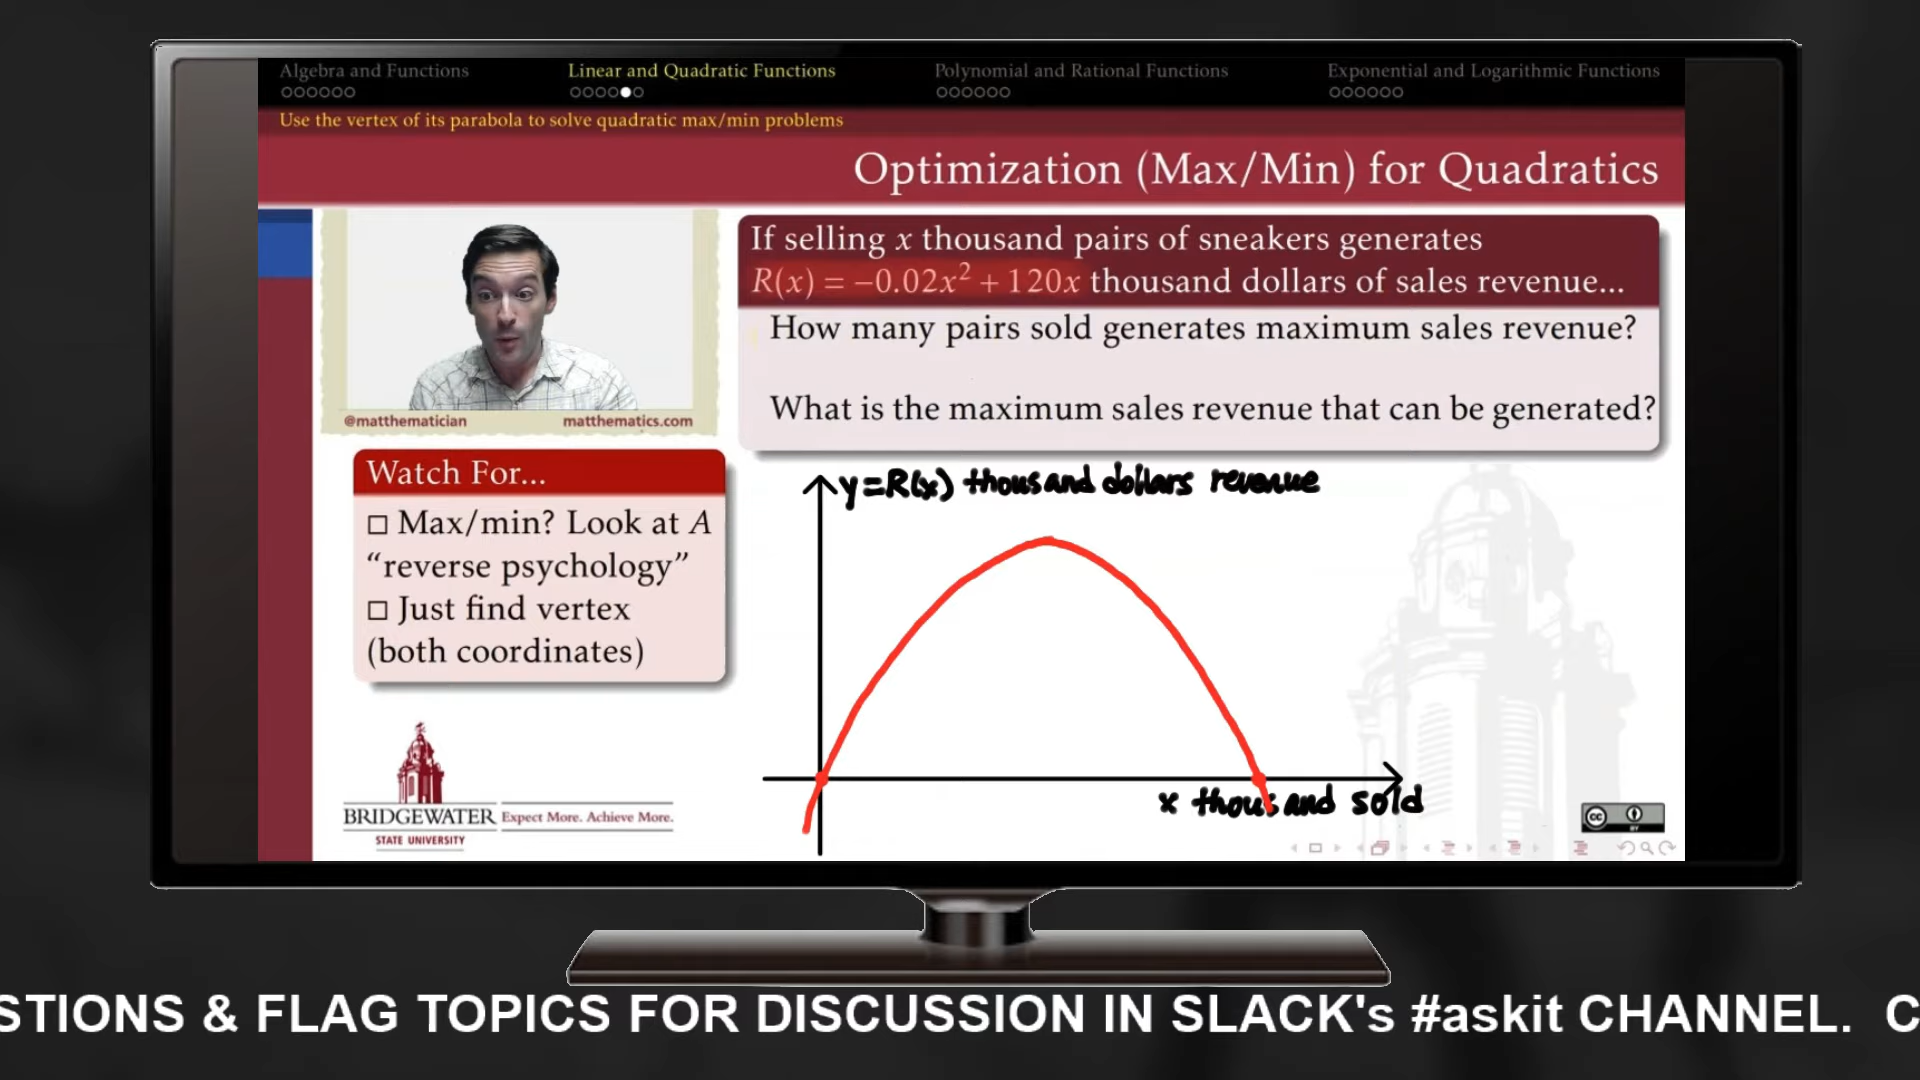 Algebra and Functions
Linear and Quadratic Functions
Polynomial and Rational Functions
Exponential and Logarithmic Functions
Use the vertex of its parabola to solve quadratic max/min problems
Optimization (Max/Min) for Quadratics
@matthematician
matthematics.com
If selling x thousand pairs of sneakers generates
R(x) = −0.02x² + 120x thousand dollars of sales revenue...
How many pairs sold generates maximum sales revenue?
What is the maximum sales revenue that can be generated?
Watch For...
□ Max/min? Look at A
“reverse psychology”
□ Just find vertex
(both coordinates)
y=R(x) thousand dollars revenue
x thousand sold
BRIDGEWATER
STATE UNIVERSITY
Expect More. Achieve More.
cc
BY
STIONS & FLAG TOPICS FOR DISCUSSION IN SLACK's #askit CHANNEL. C